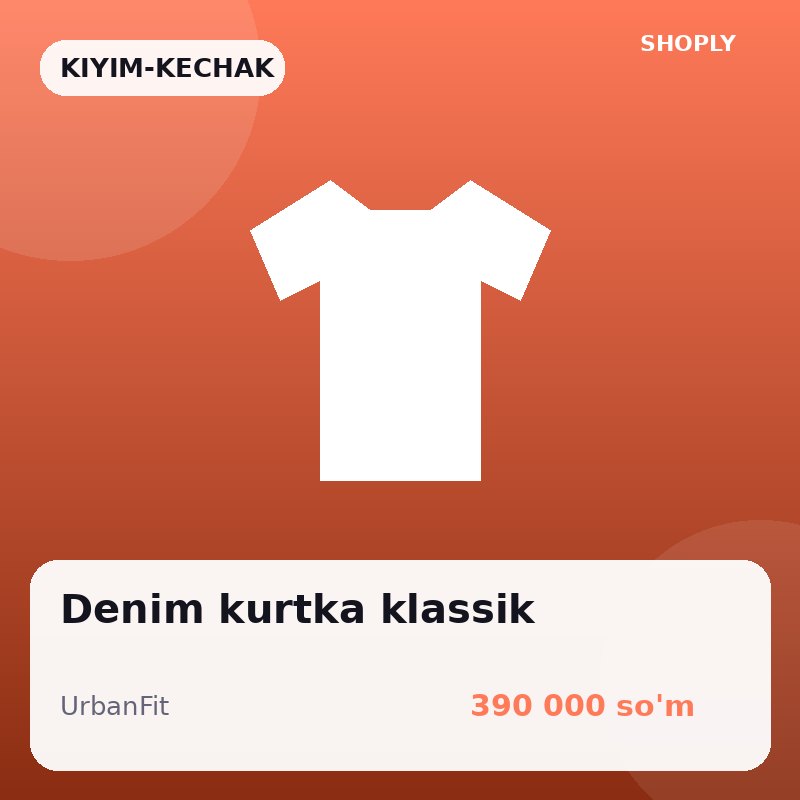 KIYIM-KECHAK
SHOPLY
Denim kurtka klassik
UrbanFit
390 000 so'm